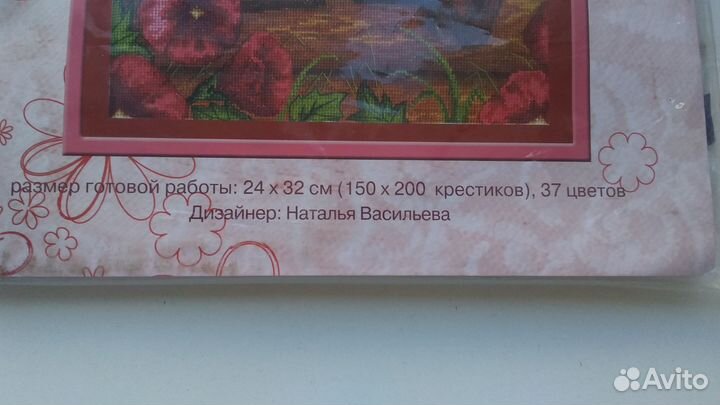 размер готовой работы: 24 х 32 см (150 х 200 крестиков), 37 цветов
Дизайнер: Наталья Васильева
Avito